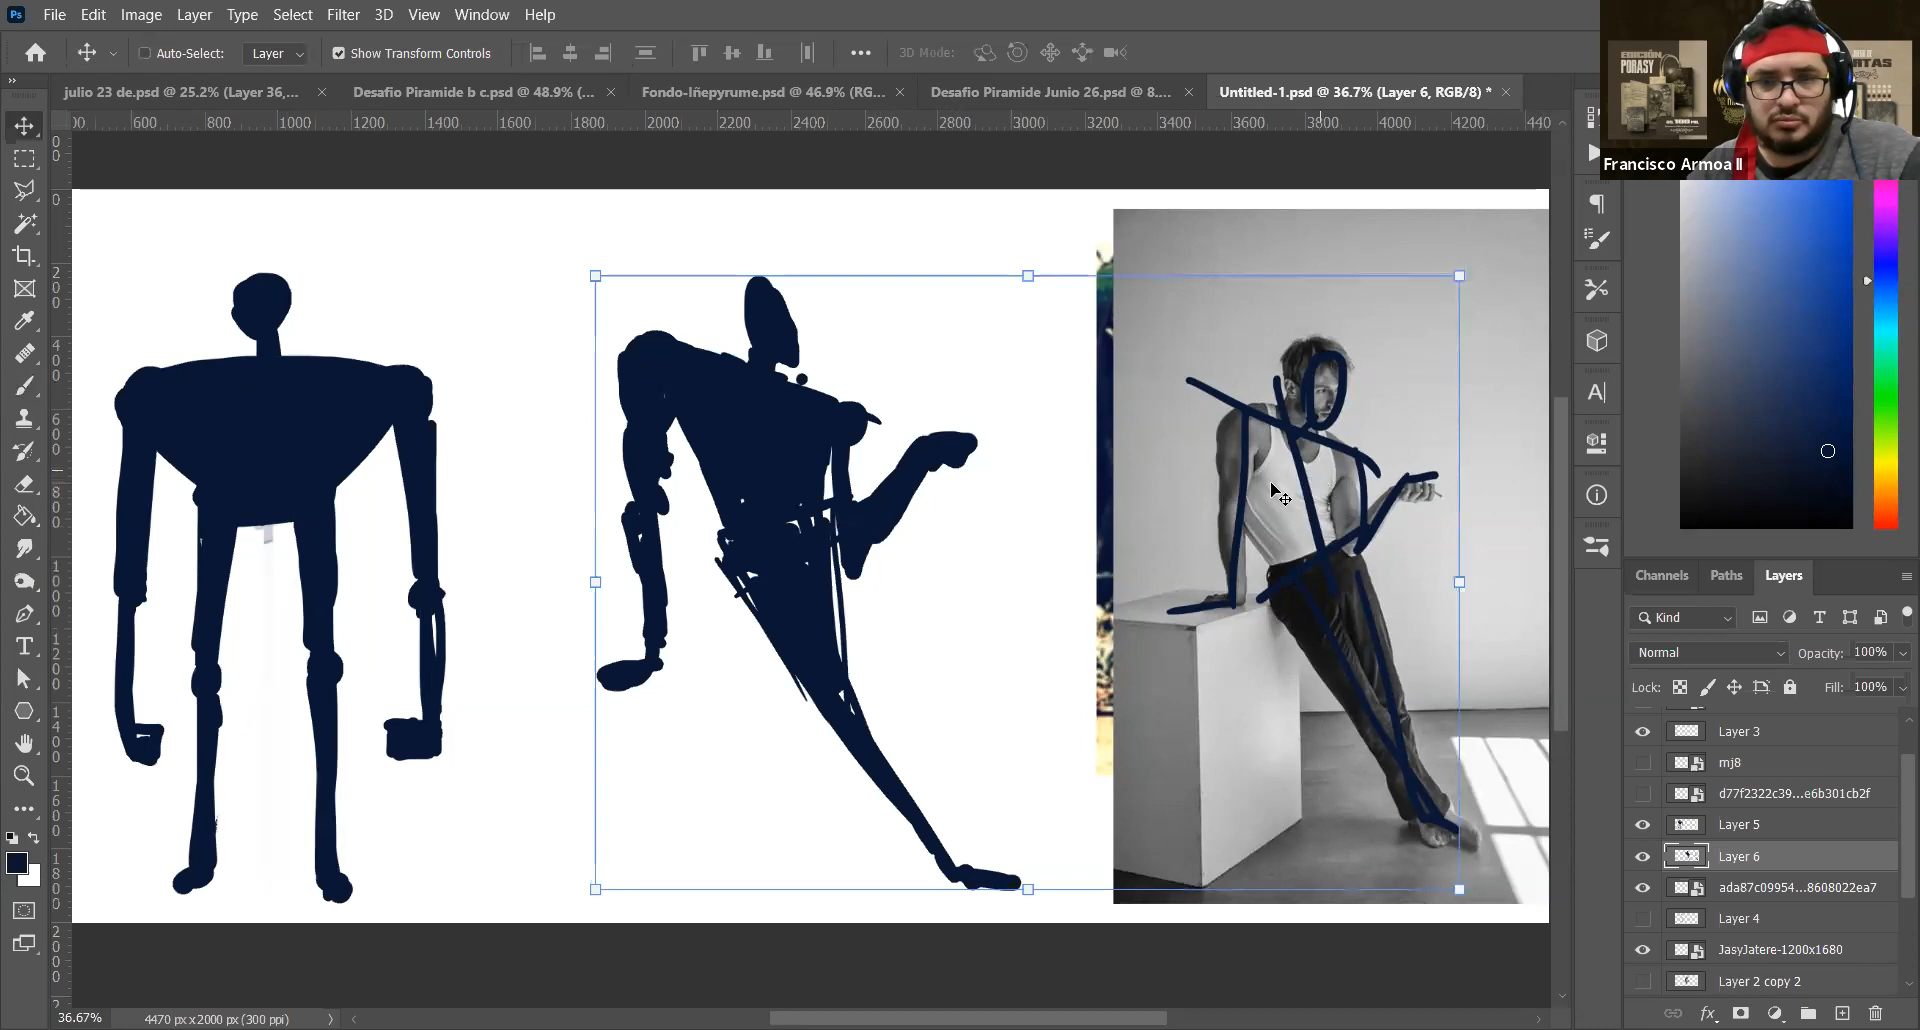 Ps File Edit Image Layer Type Select Filter 3D View Window Help
Auto-Select: Layer Show Transform Controls 3D Mode:
julio 23 de.psd @ 25.2% (Layer 36,... Desafio Piramide b c.psd @ 48.9% (... Fondo-Iñepyrume.psd @ 46.9% (RG... Desafio Piramide Junio 26.psd @ 8.... Untitled-1.psd @ 36.7% (Layer 6, RGB/8) *
600 800 1000 1200 1400 1600 1800 2000 2200 2400 2600 2800 3000 3200 3400 3600 3800 4000 4200 440
EDICIÓN
PORASY
Francisco Armoa II
Channels Paths Layers
Kind
Normal Opacity: 100%
Lock: Fill: 100%
Layer 3
mj8
d77f2322c39...e6b301cb2f
Layer 5
Layer 6
ada87c09954...8608022ea7
Layer 4
JasyJatere-1200x1680
Layer 2 copy 2
fx
36.67% 4470 px x 2000 px (300 ppi)